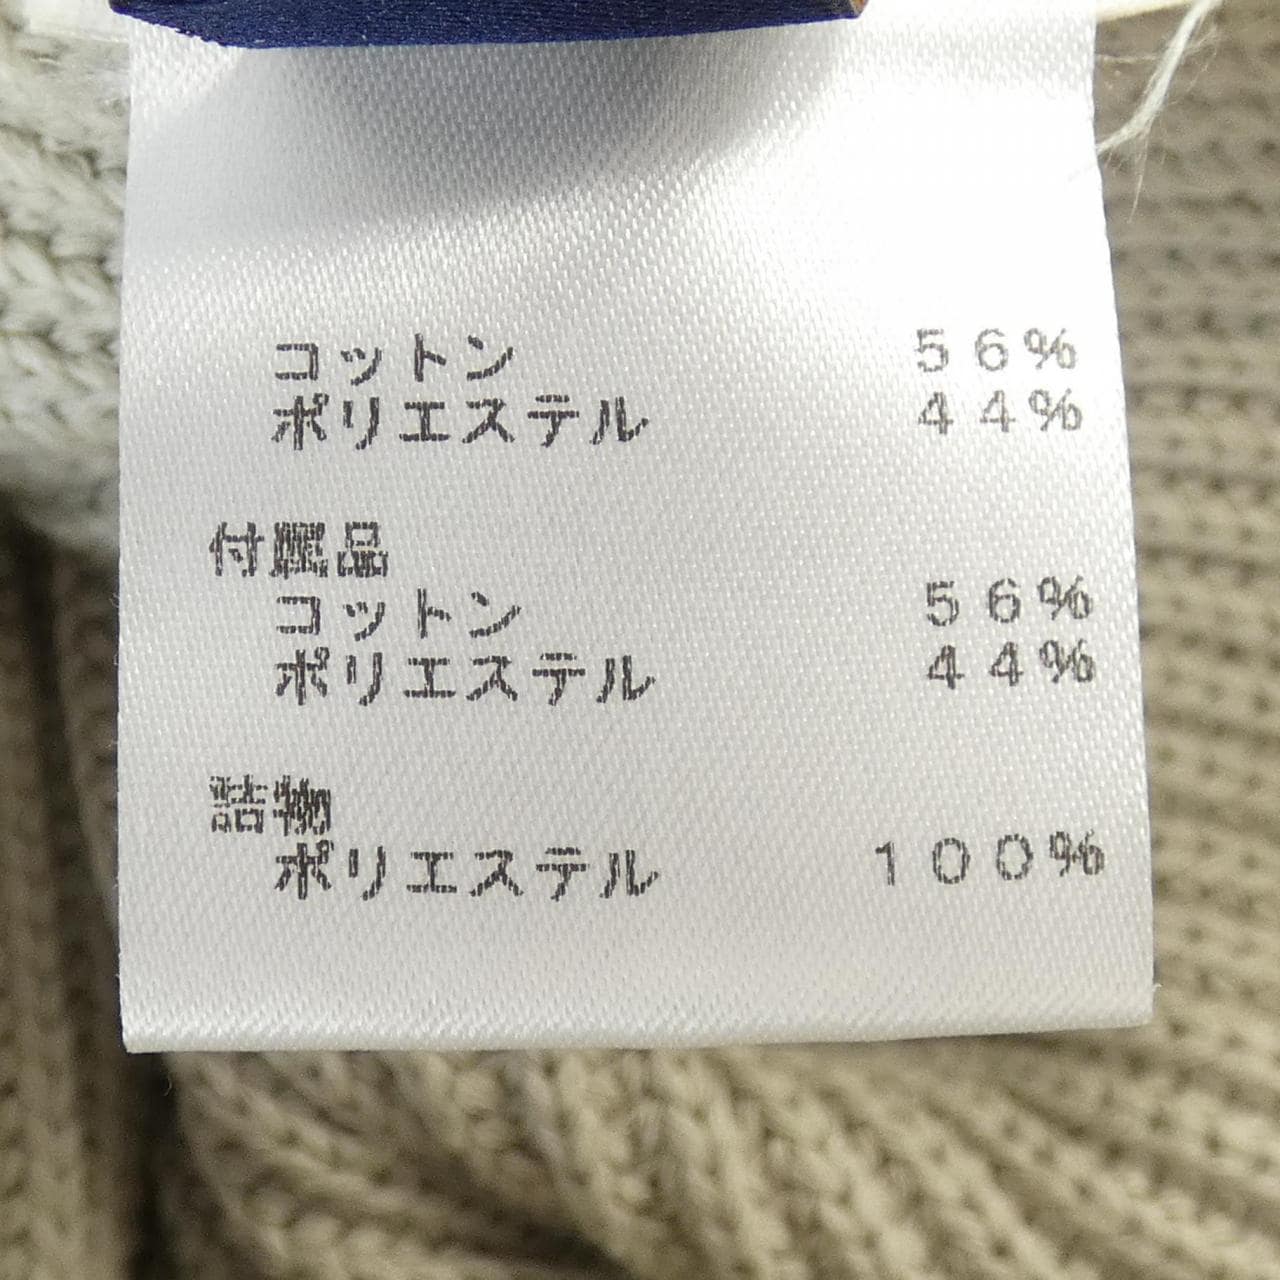 コットン 56%
ポリエステル 44%
付属品
コットン 56%
ポリエステル 44%
詰物
ポリエステル 100%